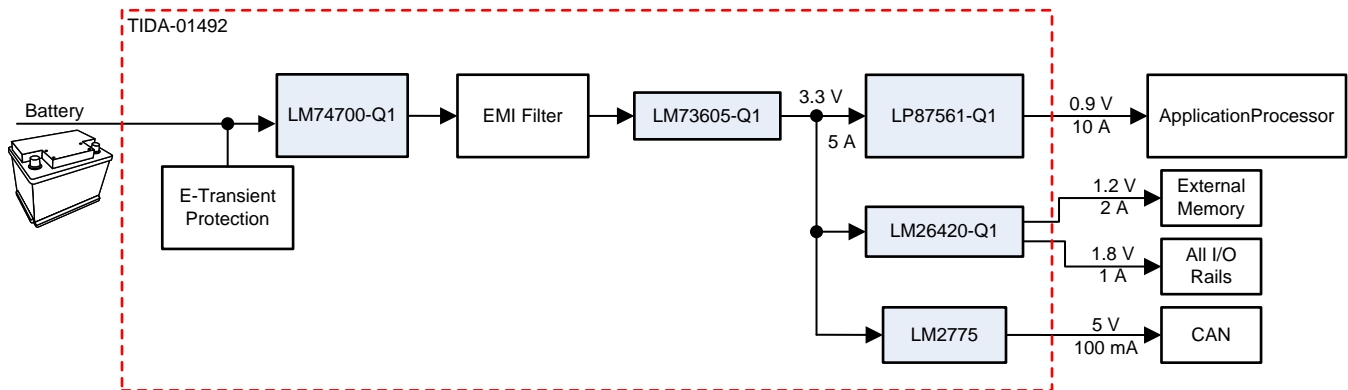 TIDA-01492
Battery
LM74700-Q1
EMI Filter
LM73605-Q1
3.3 V
5 A
LP87561-Q1
0.9 V
10 A
ApplicationProcessor
E-Transient
Protection
LM26420-Q1
1.2 V
2 A
External
Memory
1.8 V
1 A
All I/O
Rails
LM2775
5 V
100 mA
CAN